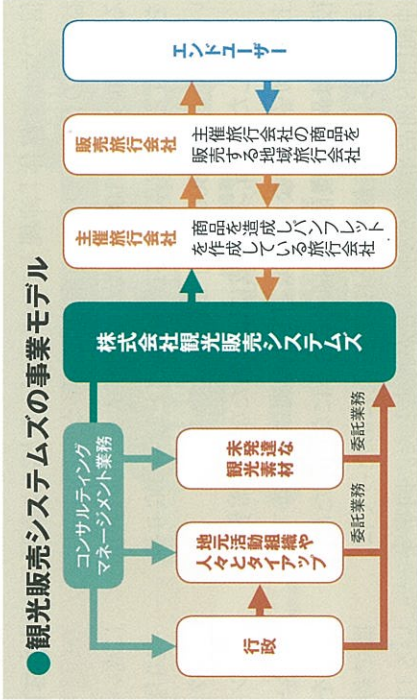 ●観光販売システムズの事業モデル
コンサルティング
マネージメント業務
行政
地元活動組織や
人々とタイアップ
未発達な
観光素材
委託業務
委託業務
株式会社観光販売システムズ
主催旅行会社
商品を造成しパンフレット
を作成している旅行会社
販売旅行会社
主催旅行会社の商品を
販売する地域旅行会社
エンドユーザー